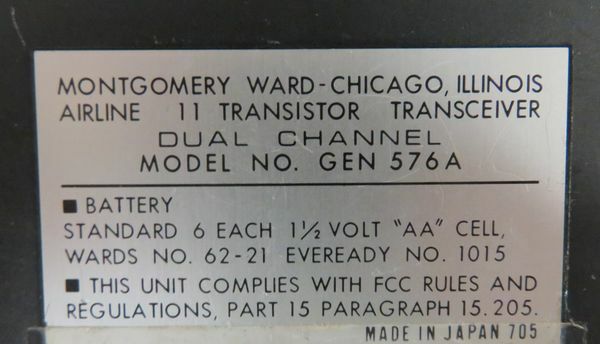 MONTGOMERY WARD-CHICAGO, ILLINOIS
AIRLINE 11 TRANSISTOR TRANSCEIVER
DUAL CHANNEL
MODEL NO. GEN 576A
■ BATTERY
STANDARD 6 EACH 1½ VOLT "AA" CELL,
WARDS NO. 62-21 EVEREADY NO. 1015
■ THIS UNIT COMPLIES WITH FCC RULES AND
REGULATIONS, PART 15 PARAGRAPH 15.205.
MADE IN JAPAN 705